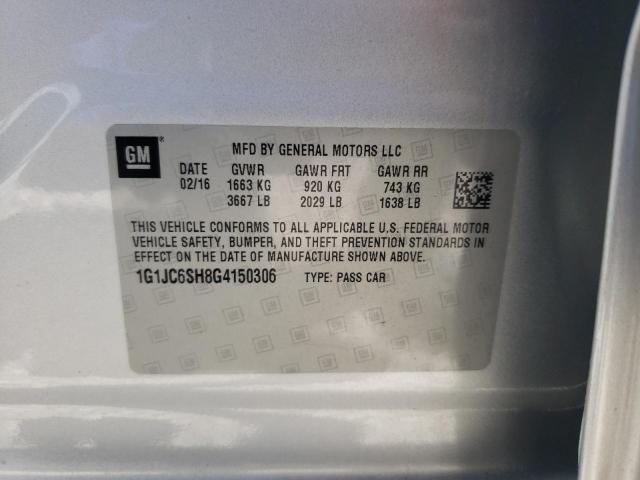 GM ®
MFD BY GENERAL MOTORS LLC
DATE GVWR GAWR FRT GAWR RR
02/16 1663 KG 920 KG 743 KG
3667 LB 2029 LB 1638 LB
THIS VEHICLE CONFORMS TO ALL APPLICABLE U.S. FEDERAL MOTOR
VEHICLE SAFETY, BUMPER, AND THEFT PREVENTION STANDARDS IN
EFFECT ON THE DATE OF MANUFACTURE SHOWN ABOVE.
1G1JC6SH8G4150306 TYPE: PASS CAR